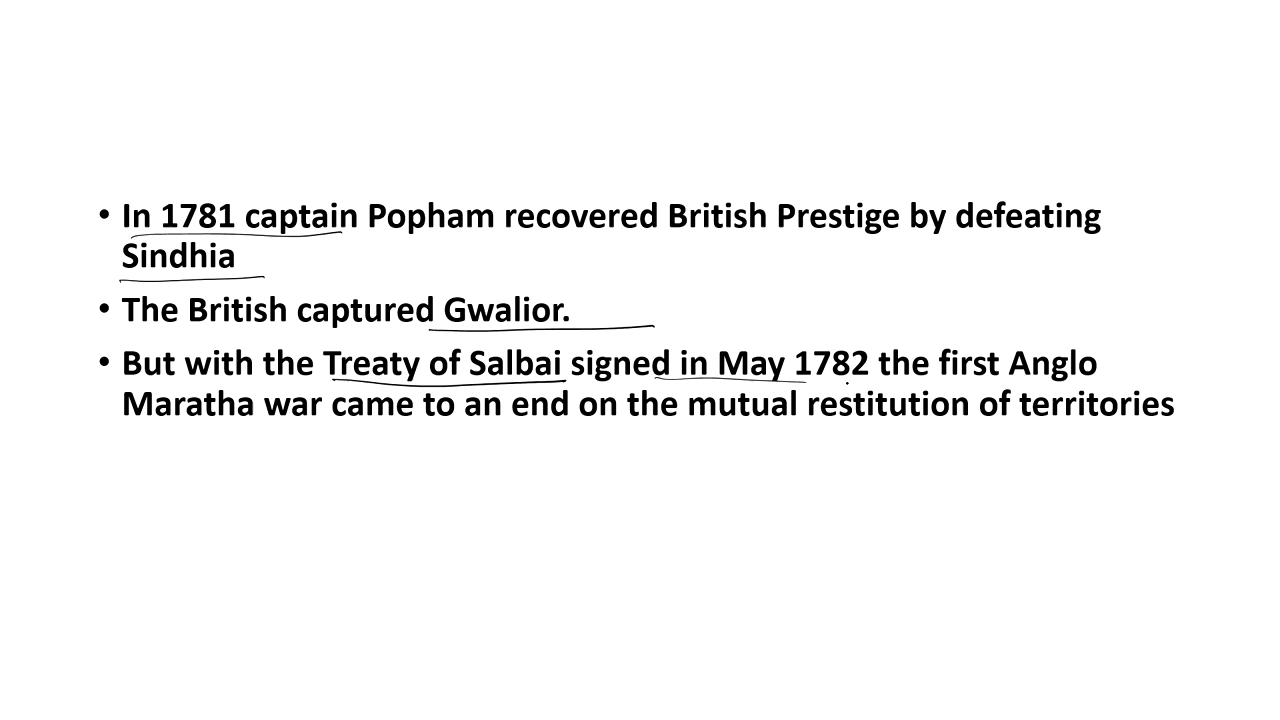 • In 1781 captain Popham recovered British Prestige by defeating
Sindhia
• The British captured Gwalior.
• But with the Treaty of Salbai signed in May 1782 the first Anglo
Maratha war came to an end on the mutual restitution of territories